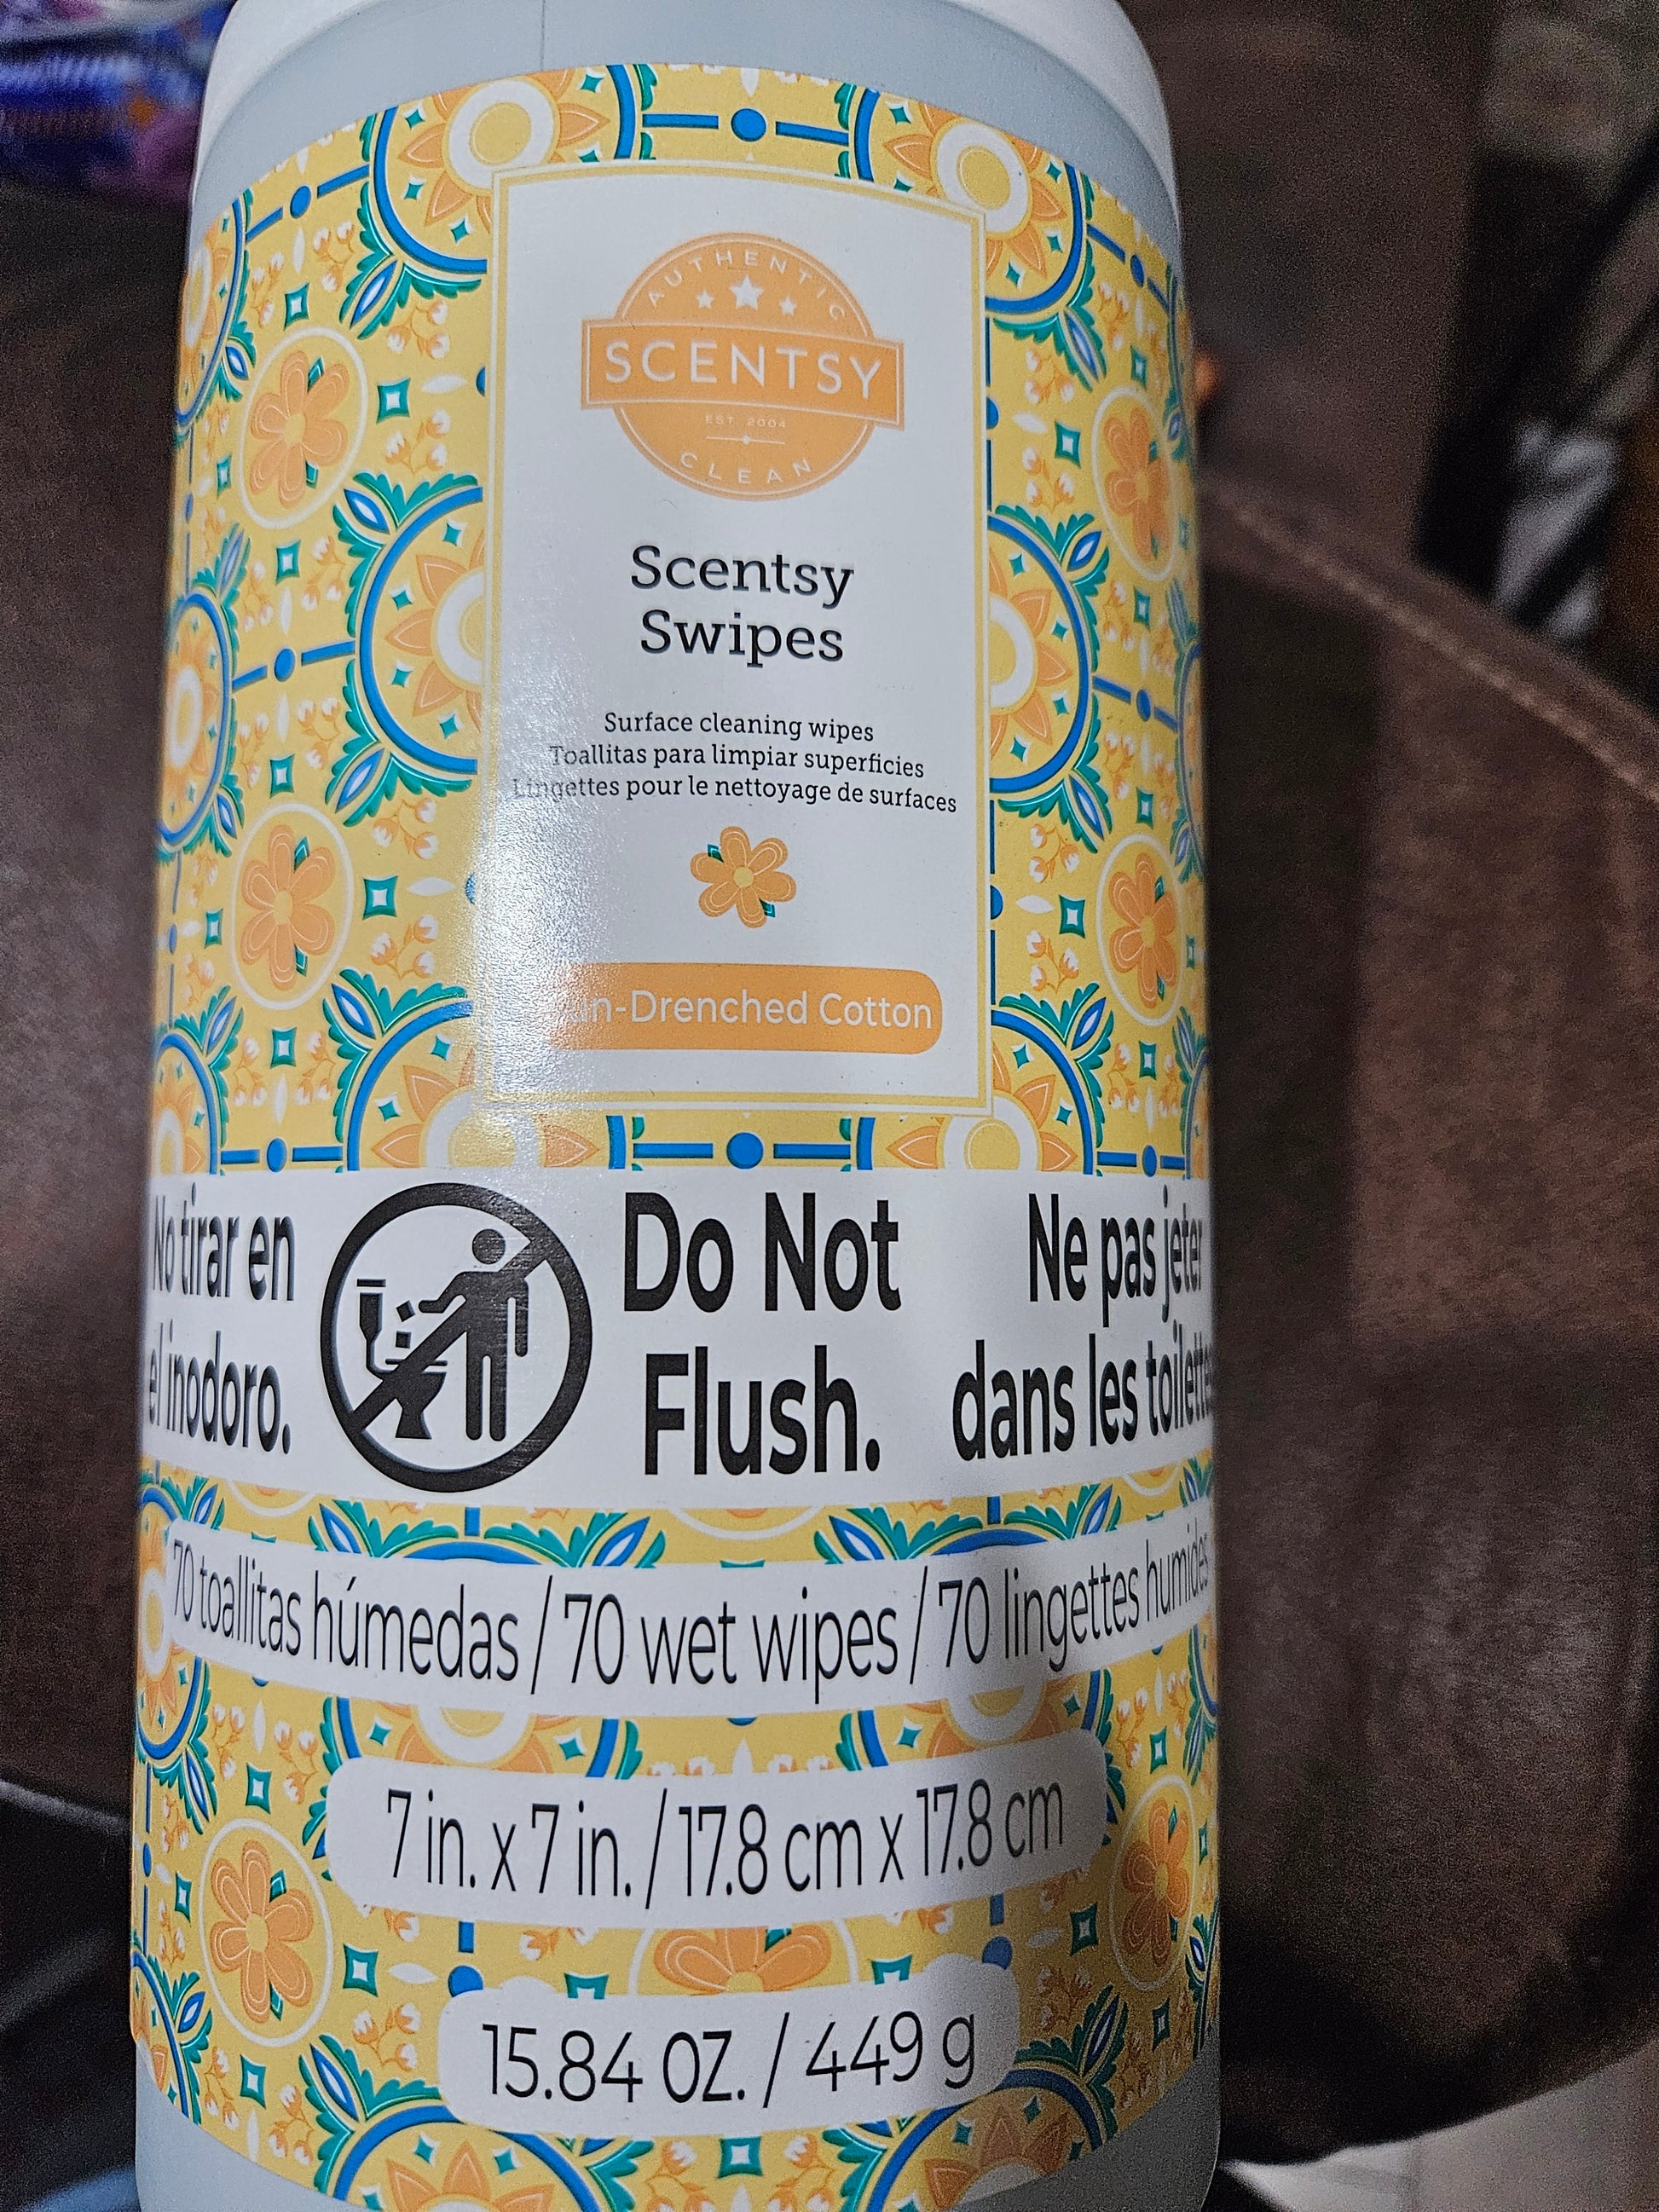 AUTHENTIC
SCENTSY
EST. 2004
CLEAN
Scentsy
Swipes
Surface cleaning wipes
Toallitas para limpiar superficies
Lingettes pour le nettoyage de surfaces
-Drenched Cotton
No tirar en
el inodoro.
Do Not
Flush.
Ne pas jeter
dans les toilettes
70 toallitas húmedas / 70 wet wipes / 70 lingettes humides
7 in. x 7 in. / 17.8 cm x 17.8 cm
15.84 OZ. / 449 g